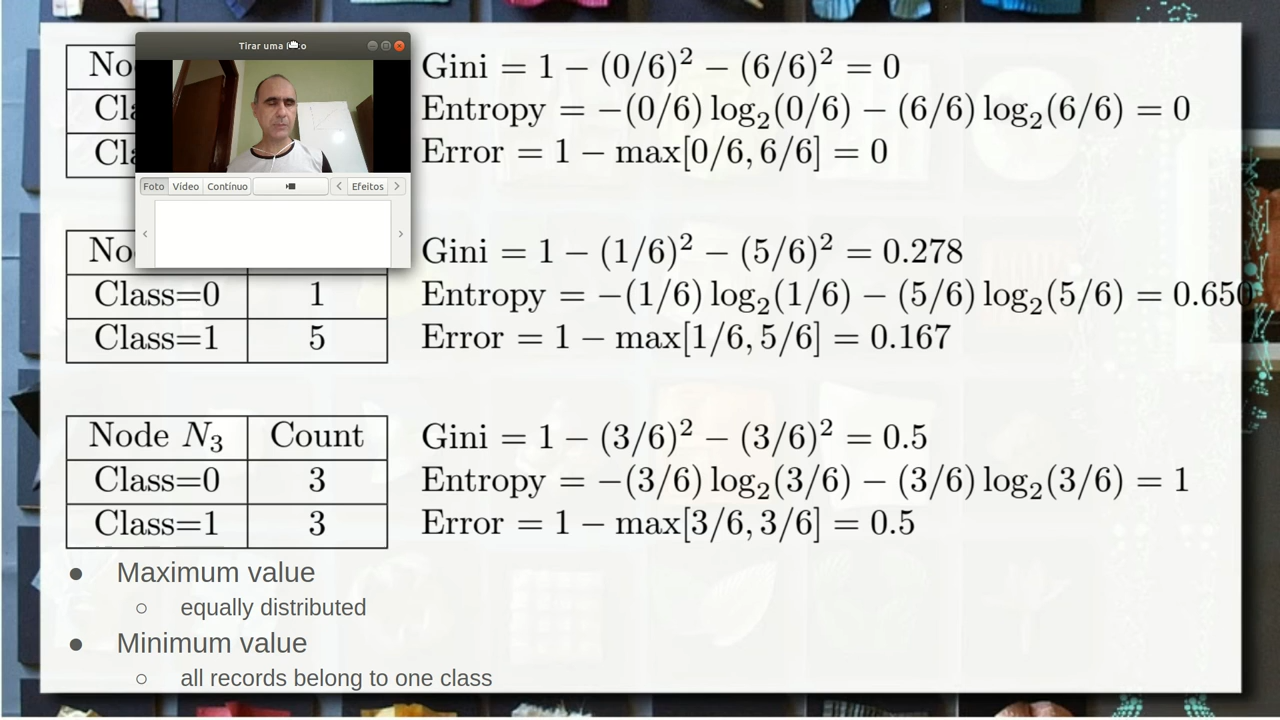 No
Cla
Cla
Gini = 1 − (0/6)² − (6/6)² = 0
Entropy = −(0/6) log₂(0/6) − (6/6) log₂(6/6) = 0
Error = 1 − max[0/6, 6/6] = 0
Tirar uma
Foto Vídeo Contínuo Efeitos
No
Class=0 1
Class=1 5
Gini = 1 − (1/6)² − (5/6)² = 0.278
Entropy = −(1/6) log₂(1/6) − (5/6) log₂(5/6) = 0.650
Error = 1 − max[1/6, 5/6] = 0.167
Node N₃ Count
Class=0 3
Class=1 3
Gini = 1 − (3/6)² − (3/6)² = 0.5
Entropy = −(3/6) log₂(3/6) − (3/6) log₂(3/6) = 1
Error = 1 − max[3/6, 3/6] = 0.5
● Maximum value
○ equally distributed
● Minimum value
○ all records belong to one class